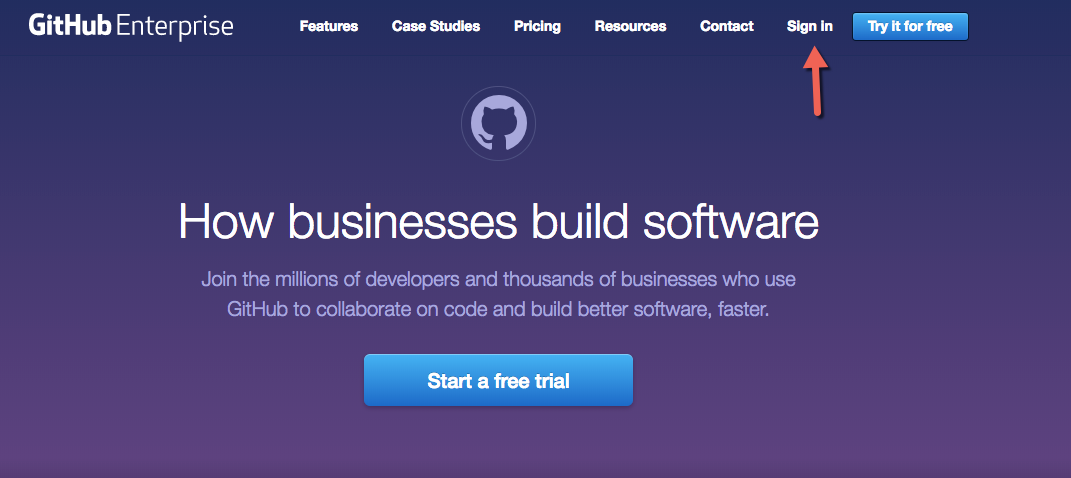 GitHub Enterprise Features Case Studies Pricing Resources Contact Sign in Try it for free
How businesses build software
Join the millions of developers and thousands of businesses who use
GitHub to collaborate on code and build better software, faster.
Start a free trial